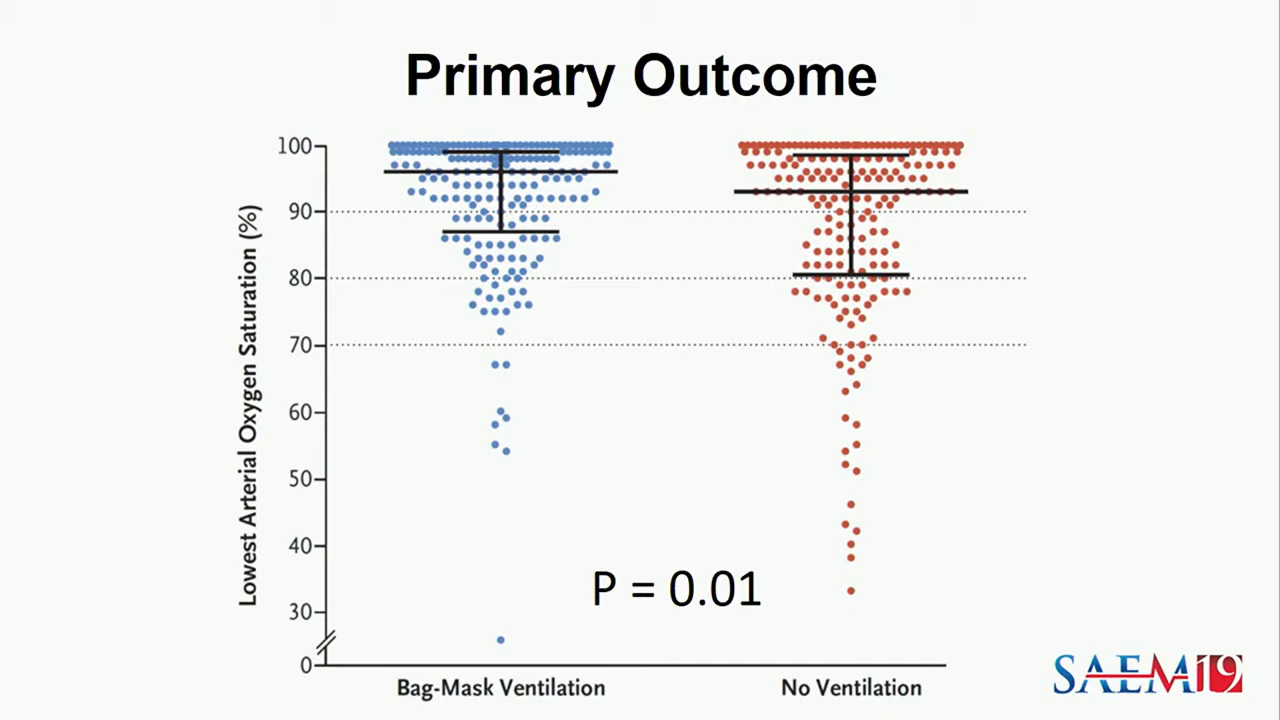 Primary Outcome
100
90
80
70
60
50
40
30
0
Lowest Arterial Oxygen Saturation (%)
P = 0.01
Bag-Mask Ventilation
No Ventilation
SAEM19